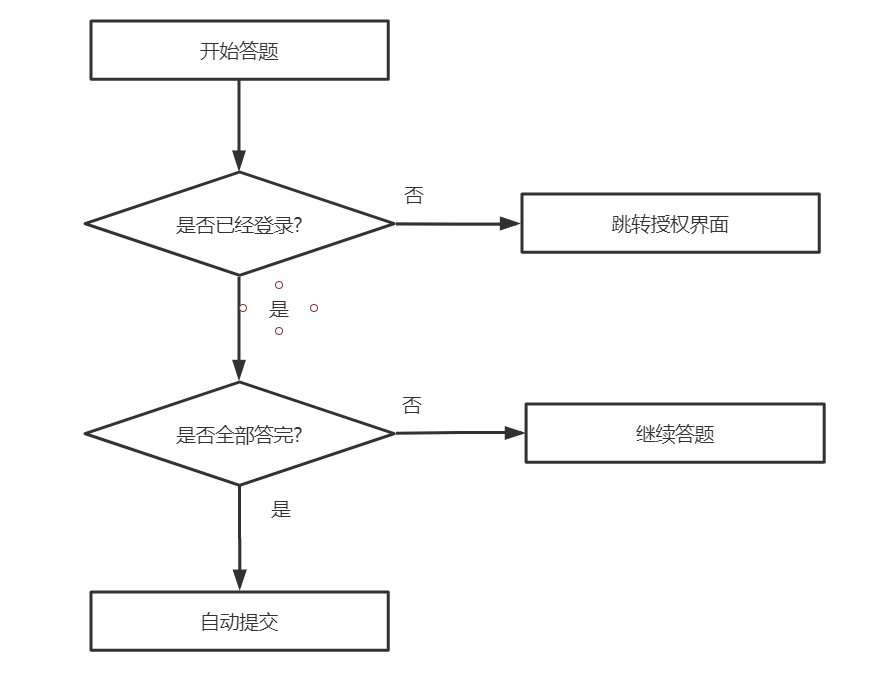 开始答题
否
是否已经登录?
跳转授权界面
是
否
是否全部答完?
继续答题
是
自动提交